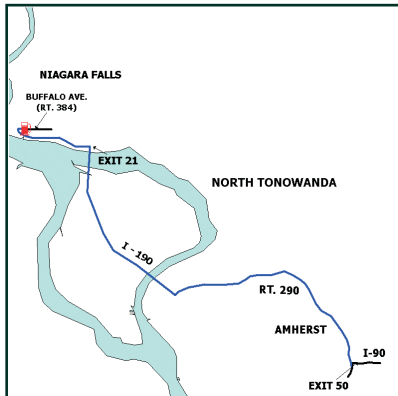 NIAGARA FALLS
BUFFALO AVE.
(RT. 384)
EXIT 21
NORTH TONOWANDA
I - 190
RT. 290
AMHERST
I-90
EXIT 50